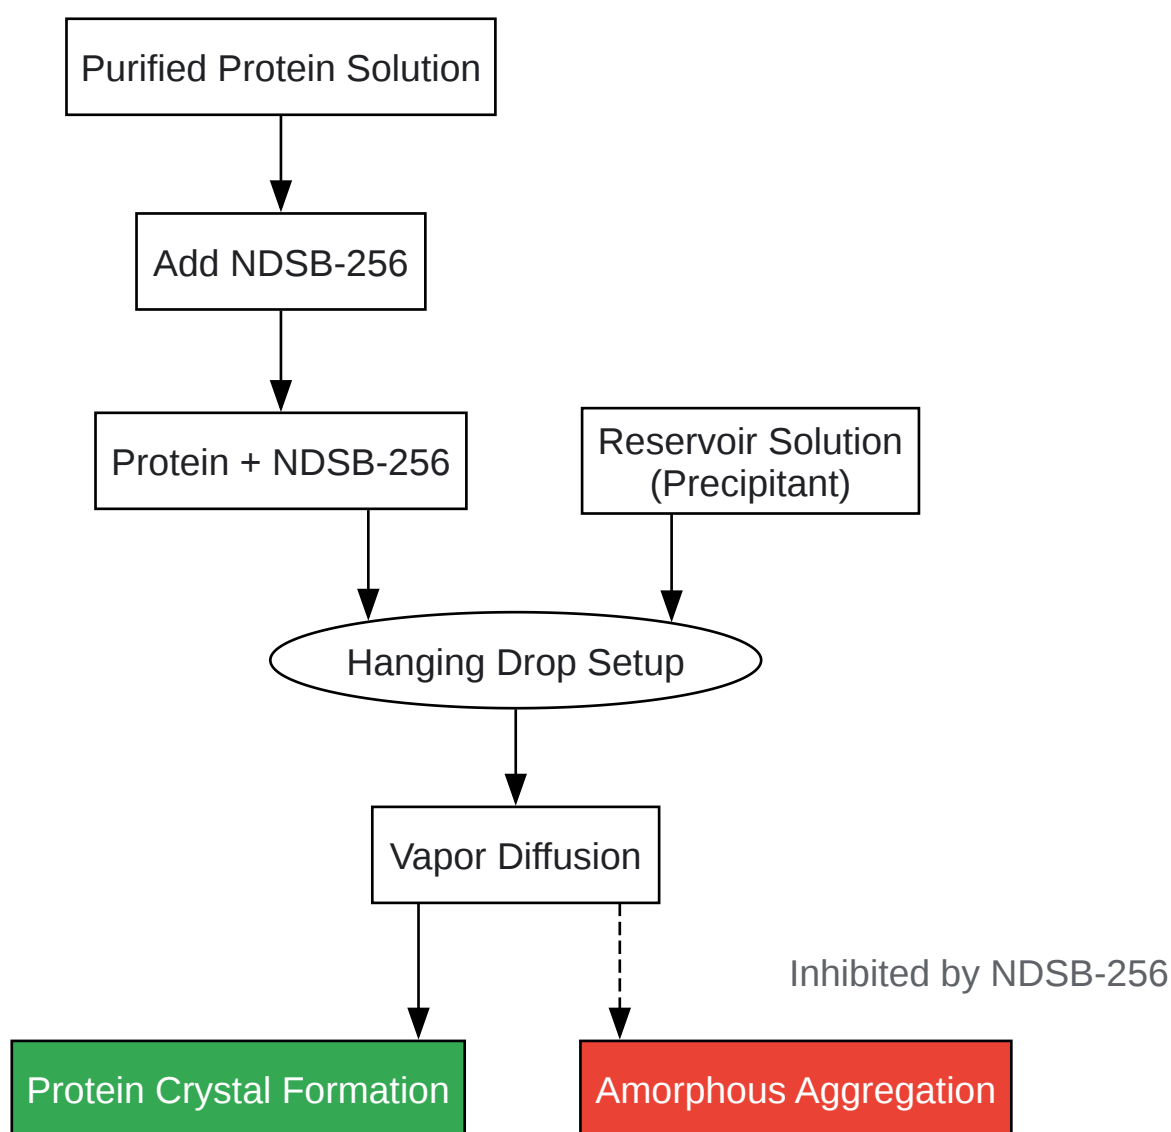 Purified Protein Solution
Add NDSB-256
Protein + NDSB-256
Reservoir Solution
(Precipitant)
Hanging Drop Setup
Vapor Diffusion
Inhibited by NDSB-256
Protein Crystal Formation
Amorphous Aggregation